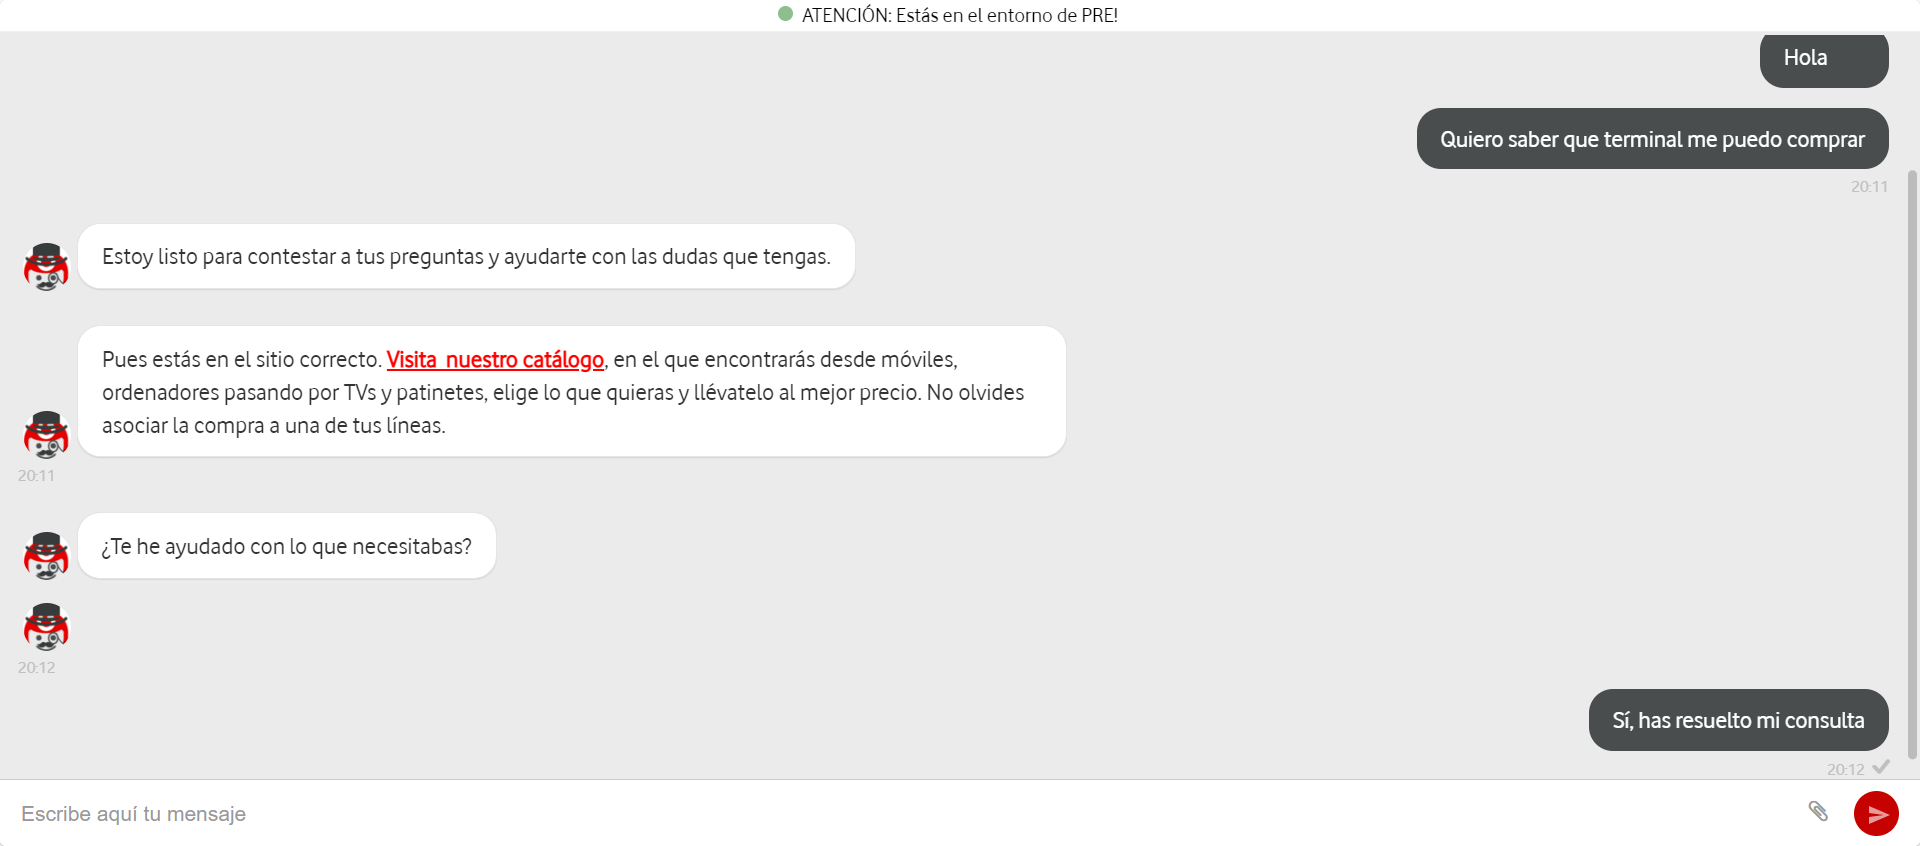 ATENCIÓN: Estás en el entorno de PRE!
Hola
Quiero saber que terminal me puedo comprar
20:11
Estoy listo para contestar a tus preguntas y ayudarte con las dudas que tengas.
Pues estás en el sitio correcto. Visita nuestro catálogo, en el que encontrarás desde móviles,
ordenadores pasando por TVs y patinetes, elige lo que quieras y llévatelo al mejor precio. No olvides
asociar la compra a una de tus líneas.
20:11
¿Te he ayudado con lo que necesitabas?
20:12
Sí, has resuelto mi consulta
20:12
Escribe aquí tu mensaje